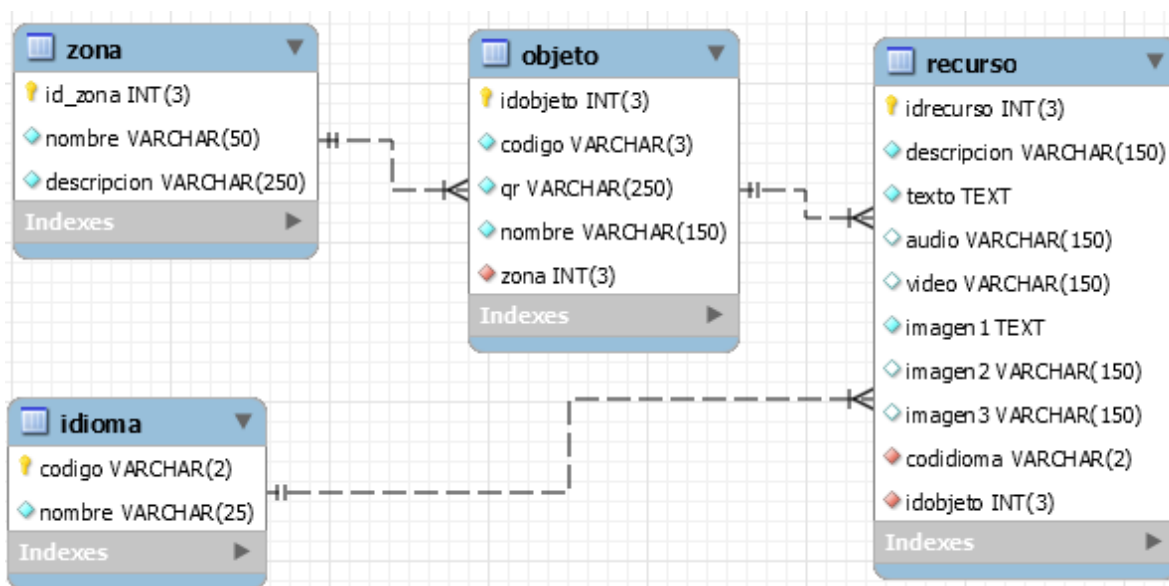 zona
id_zona INT(3)
nombre VARCHAR(50)
descripcion VARCHAR(250)
Indexes
objeto
idobjeto INT(3)
codigo VARCHAR(3)
qr VARCHAR(250)
nombre VARCHAR(150)
zona INT(3)
Indexes
recurso
idrecurso INT(3)
descripcion VARCHAR(150)
texto TEXT
audio VARCHAR(150)
video VARCHAR(150)
imagen1 TEXT
imagen2 VARCHAR(150)
imagen3 VARCHAR(150)
codidioma VARCHAR(2)
idobjeto INT(3)
Indexes
idioma
codigo VARCHAR(2)
nombre VARCHAR(25)
Indexes